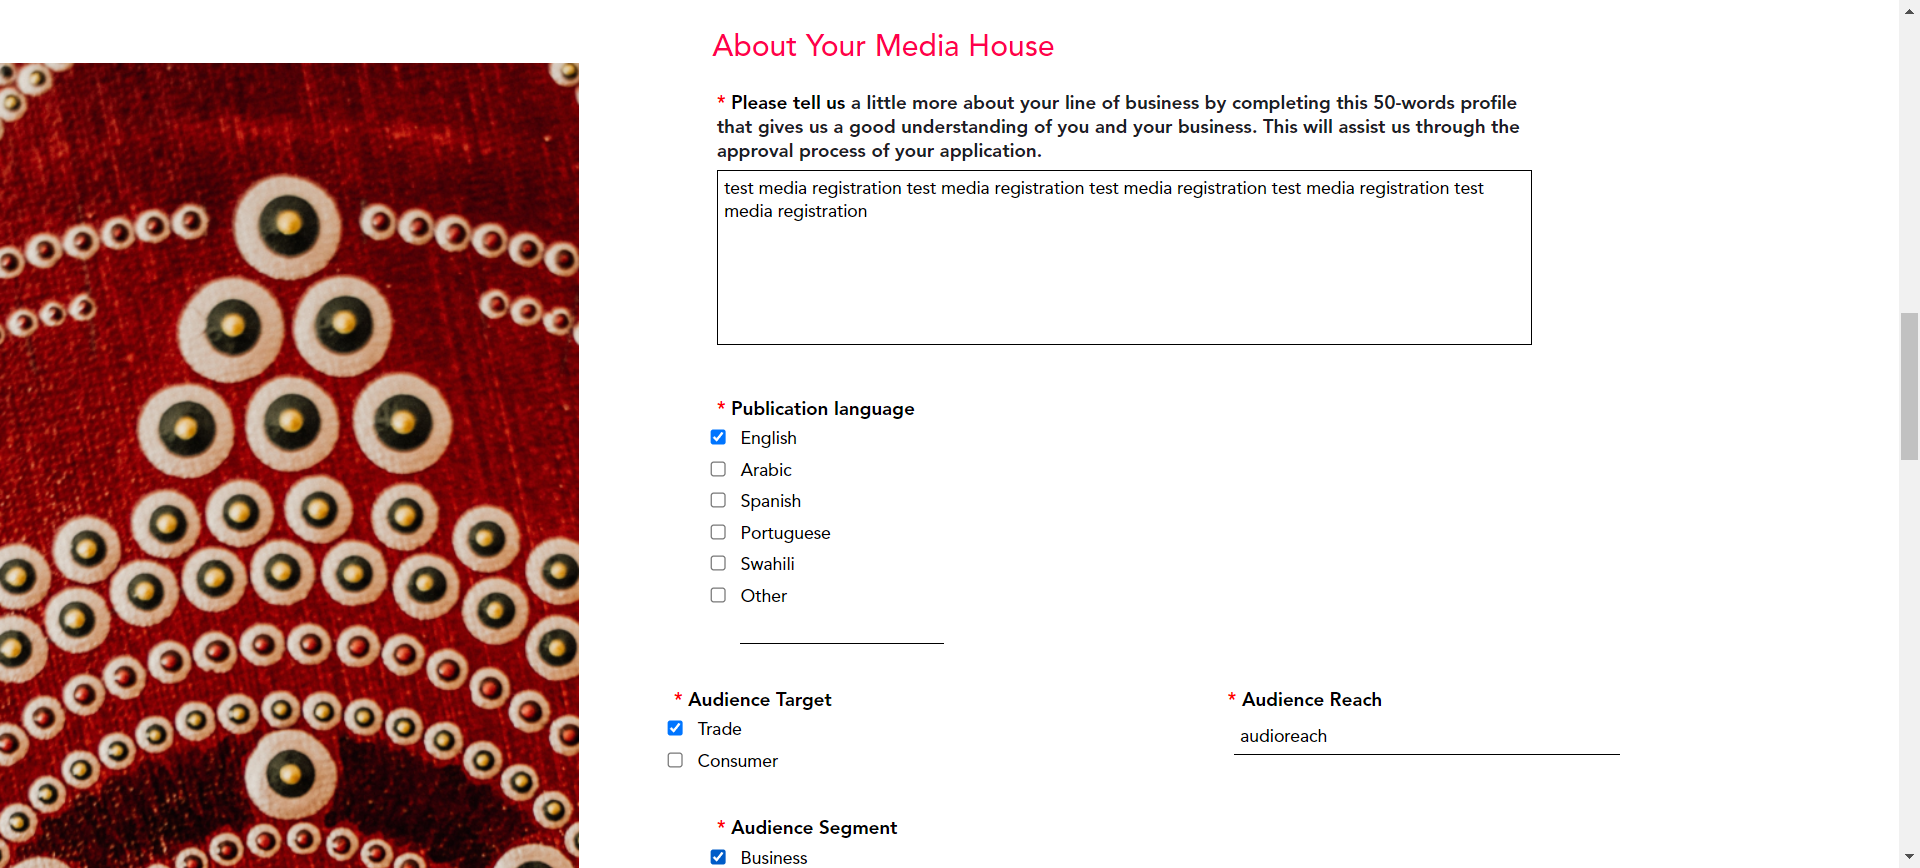 About Your Media House
* Please tell us a little more about your line of business by completing this 50-words profile
that gives us a good understanding of you and your business. This will assist us through the
approval process of your application.
test media registration test media registration test media registration test media registration test
media registration
* Publication language
English
Arabic
Spanish
Portuguese
Swahili
Other
* Audience Target
Trade
Consumer
* Audience Reach
audioreach
* Audience Segment
Business